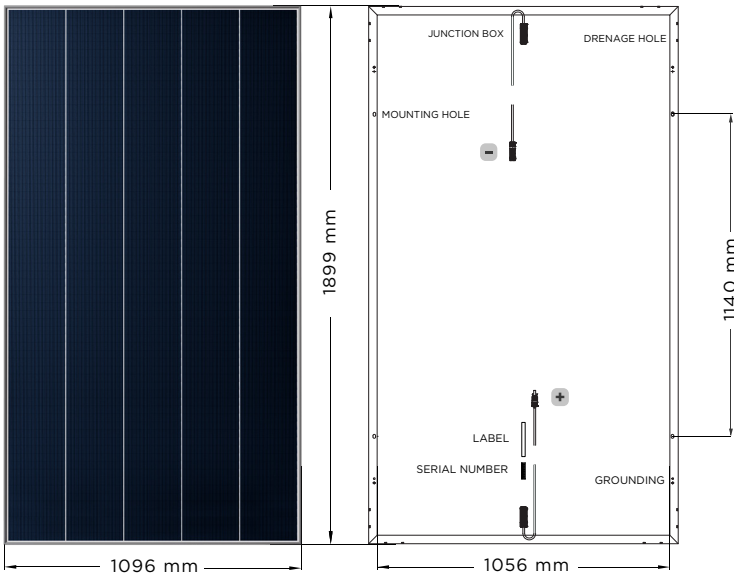 JUNCTION BOX
DRENAGE HOLE
MOUNTING HOLE
-
1899 mm
1140 mm
+
LABEL
SERIAL NUMBER
GROUNDING
1096 mm
1056 mm